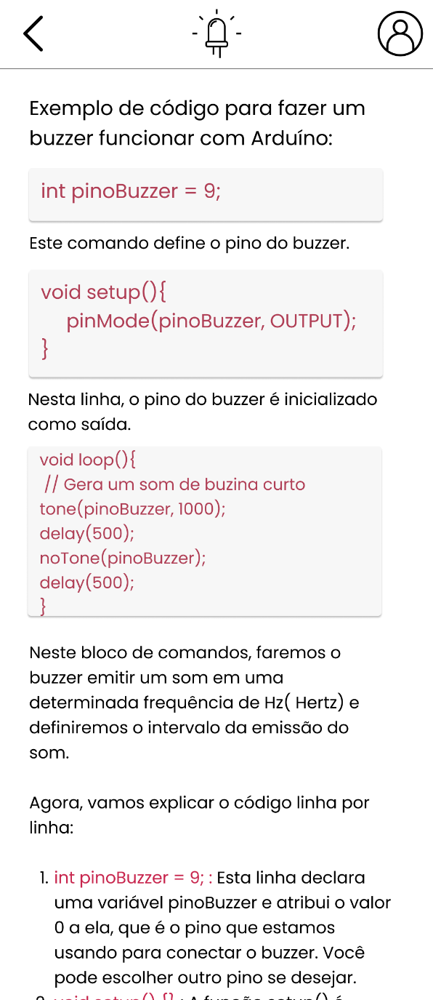 Exemplo de código para fazer um
buzzer funcionar com Arduíno:
int pinoBuzzer = 9;
Este comando define o pino do buzzer.
void setup(){
pinMode(pinoBuzzer, OUTPUT);
}
Nesta linha, o pino do buzzer é inicializado
como saída.
void loop(){
// Gera um som de buzina curto
tone(pinoBuzzer, 1000);
delay(500);
noTone(pinoBuzzer);
delay(500);
}
Neste bloco de comandos, faremos o
buzzer emitir um som em uma
determinada frequência de Hz( Hertz) e
definiremos o intervalo da emissão do
som.
Agora, vamos explicar o código linha por
linha:
1. int pinoBuzzer = 9; : Esta linha declara
uma variável pinoBuzzer e atribui o valor
0 a ela, que é o pino que estamos
usando para conectar o buzzer. Você
pode escolher outro pino se desejar.
2. void setup() {} : A função setup() é